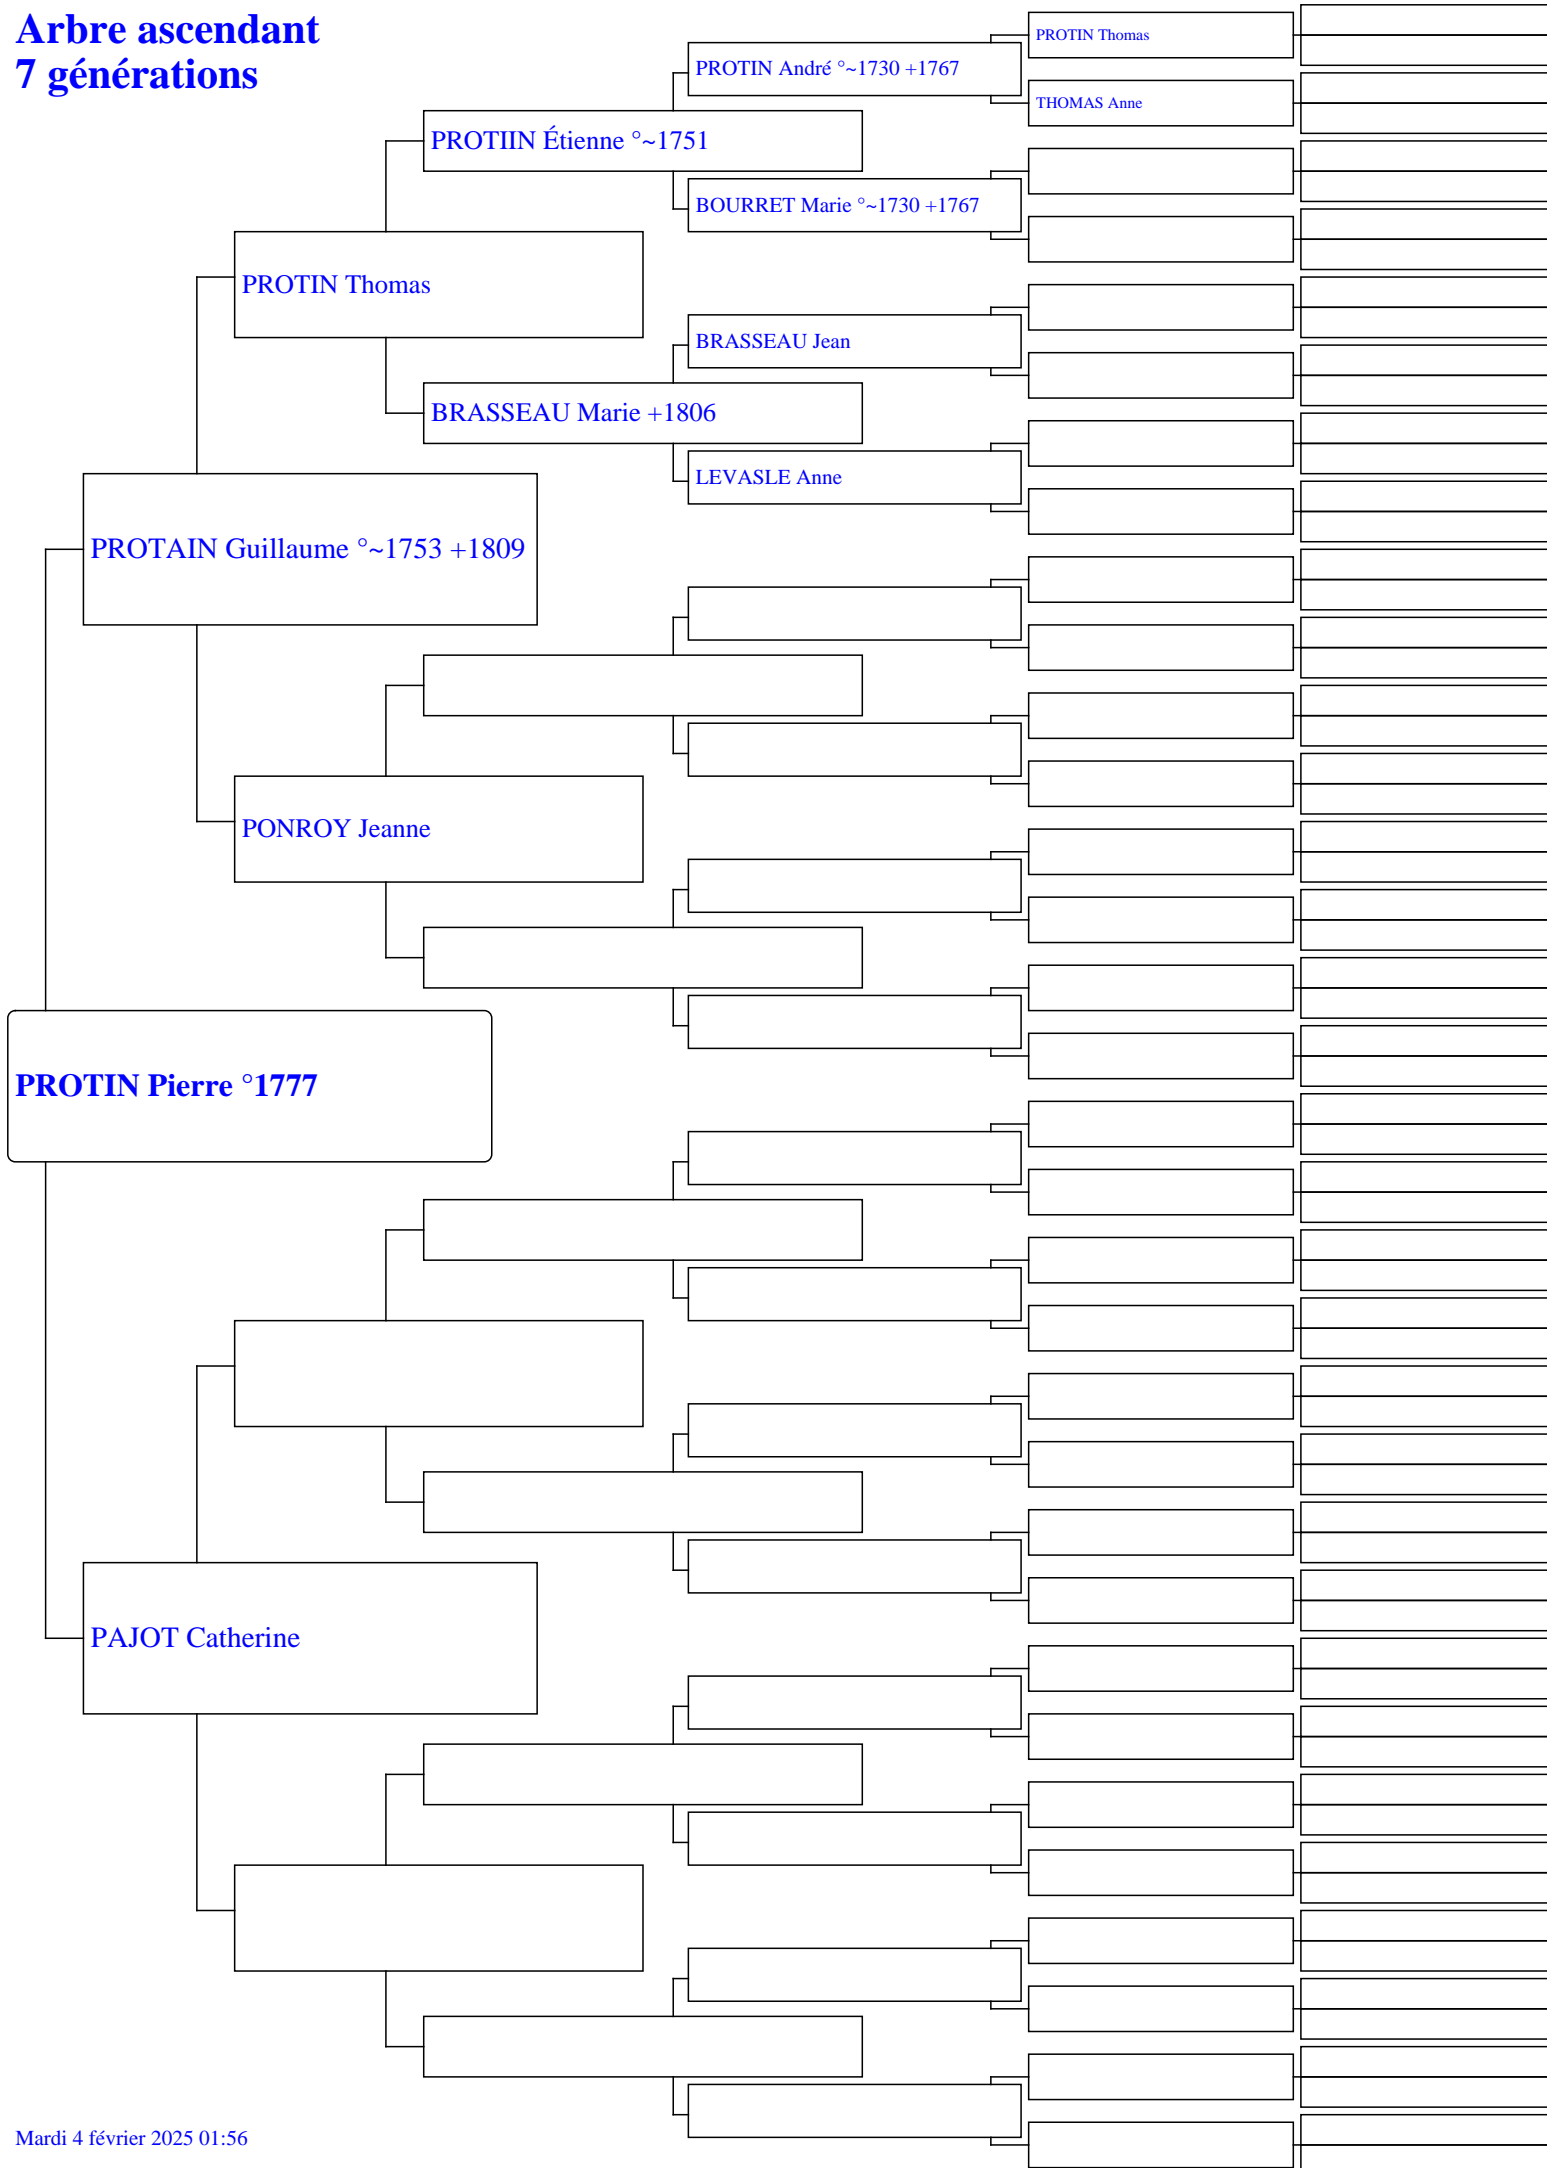 Arbre ascendant
7 générations
PROTIN Thomas
PROTIN André °~1730 +1767
THOMAS Anne
PROTIIN Étienne °~1751
BOURRET Marie °~1730 +1767
PROTIN Thomas
BRASSEAU Jean
BRASSEAU Marie +1806
LEVASLE Anne
PROTAIN Guillaume °~1753 +1809
PONROY Jeanne
PROTIN Pierre °1777
PAJOT Catherine
Mardi 4 février 2025 01:56